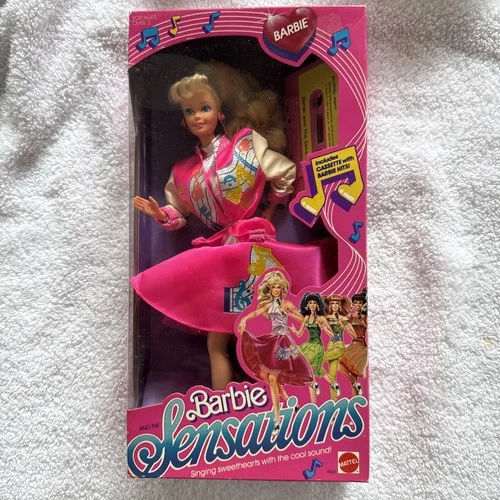 FOR AGES
OVER 3
BARBIE
Includes
CASSETTE with
BARBIE HITS!
AND THE
Barbie
Sensations
Singing sweethearts with the cool sound!
MATTEL